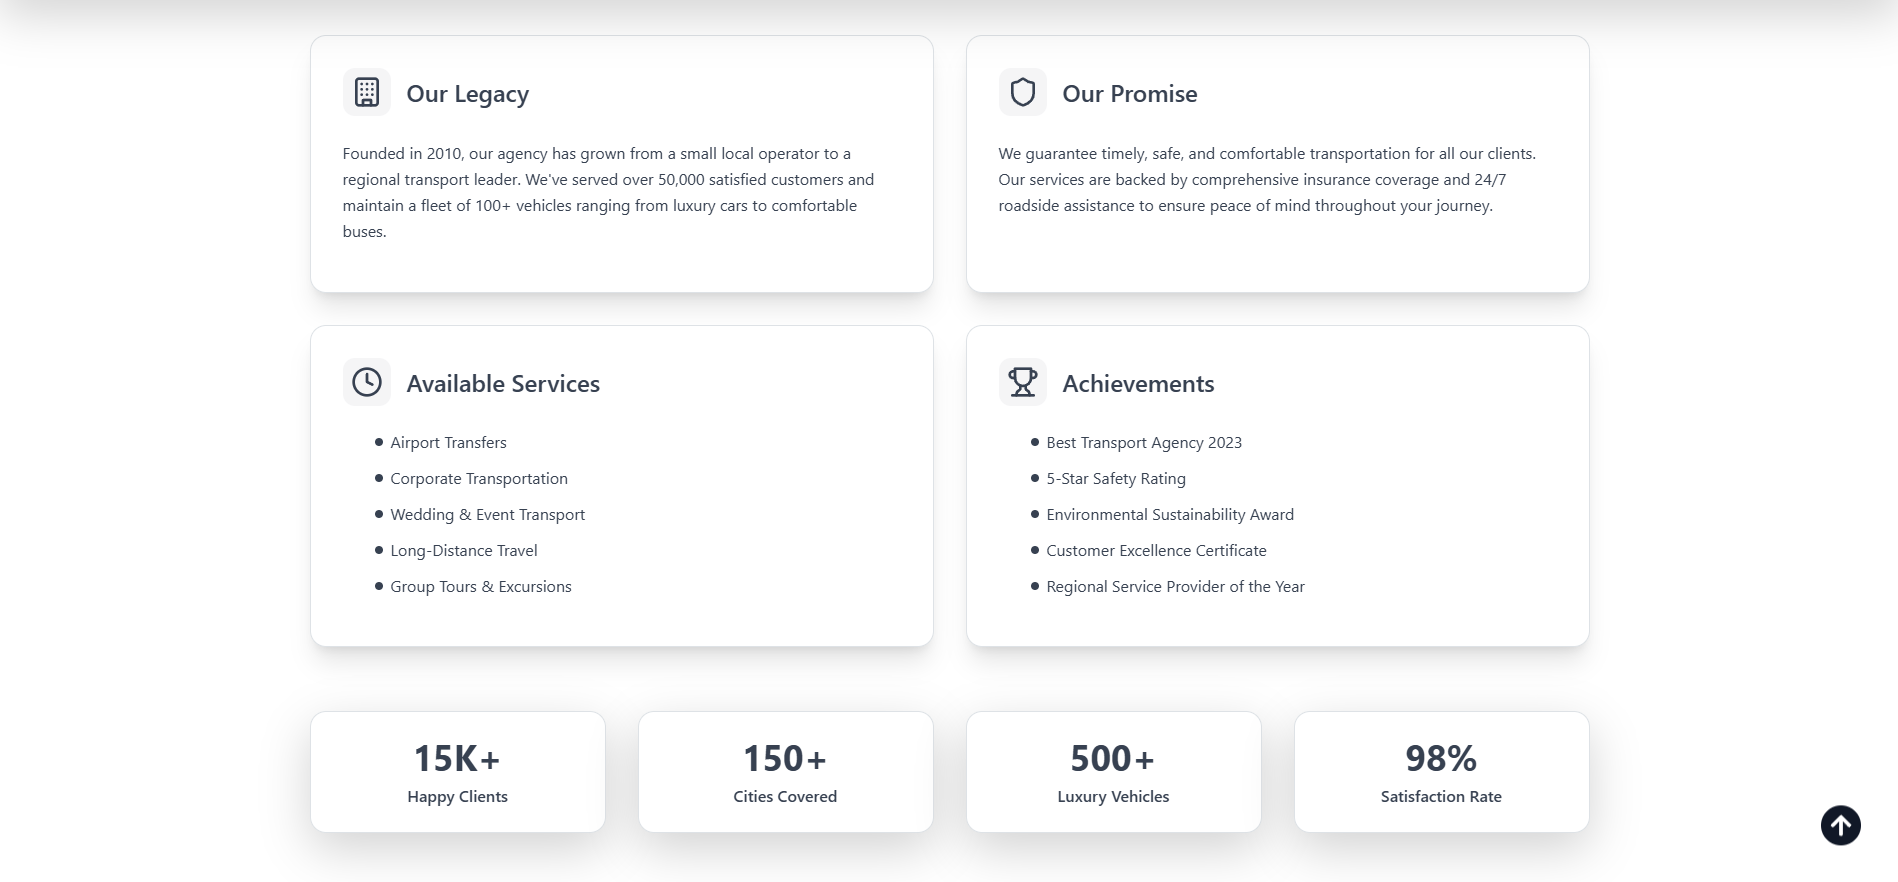 Our Legacy
Founded in 2010, our agency has grown from a small local operator to a
regional transport leader. We've served over 50,000 satisfied customers and
maintain a fleet of 100+ vehicles ranging from luxury cars to comfortable
buses.
Our Promise
We guarantee timely, safe, and comfortable transportation for all our clients.
Our services are backed by comprehensive insurance coverage and 24/7
roadside assistance to ensure peace of mind throughout your journey.
Available Services
Airport Transfers
Corporate Transportation
Wedding & Event Transport
Long-Distance Travel
Group Tours & Excursions
Achievements
Best Transport Agency 2023
5-Star Safety Rating
Environmental Sustainability Award
Customer Excellence Certificate
Regional Service Provider of the Year
15K+
Happy Clients
150+
Cities Covered
500+
Luxury Vehicles
98%
Satisfaction Rate